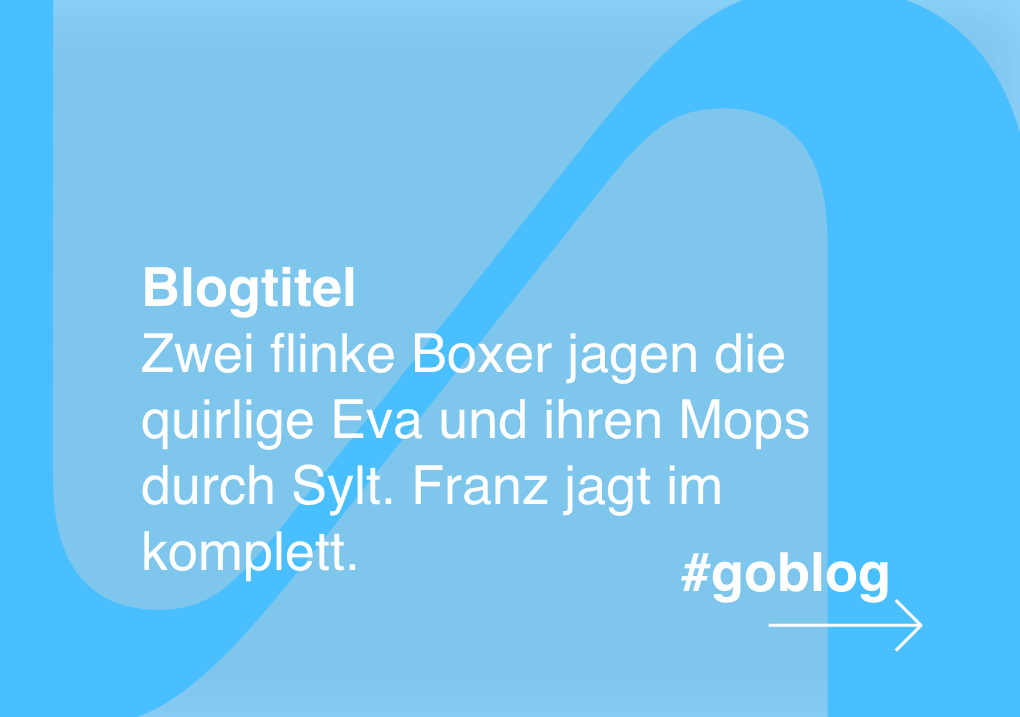 Blogtitel
Zwei flinke Boxer jagen die
quirlige Eva und ihren Mops
durch Sylt. Franz jagt im
komplett.
#goblog